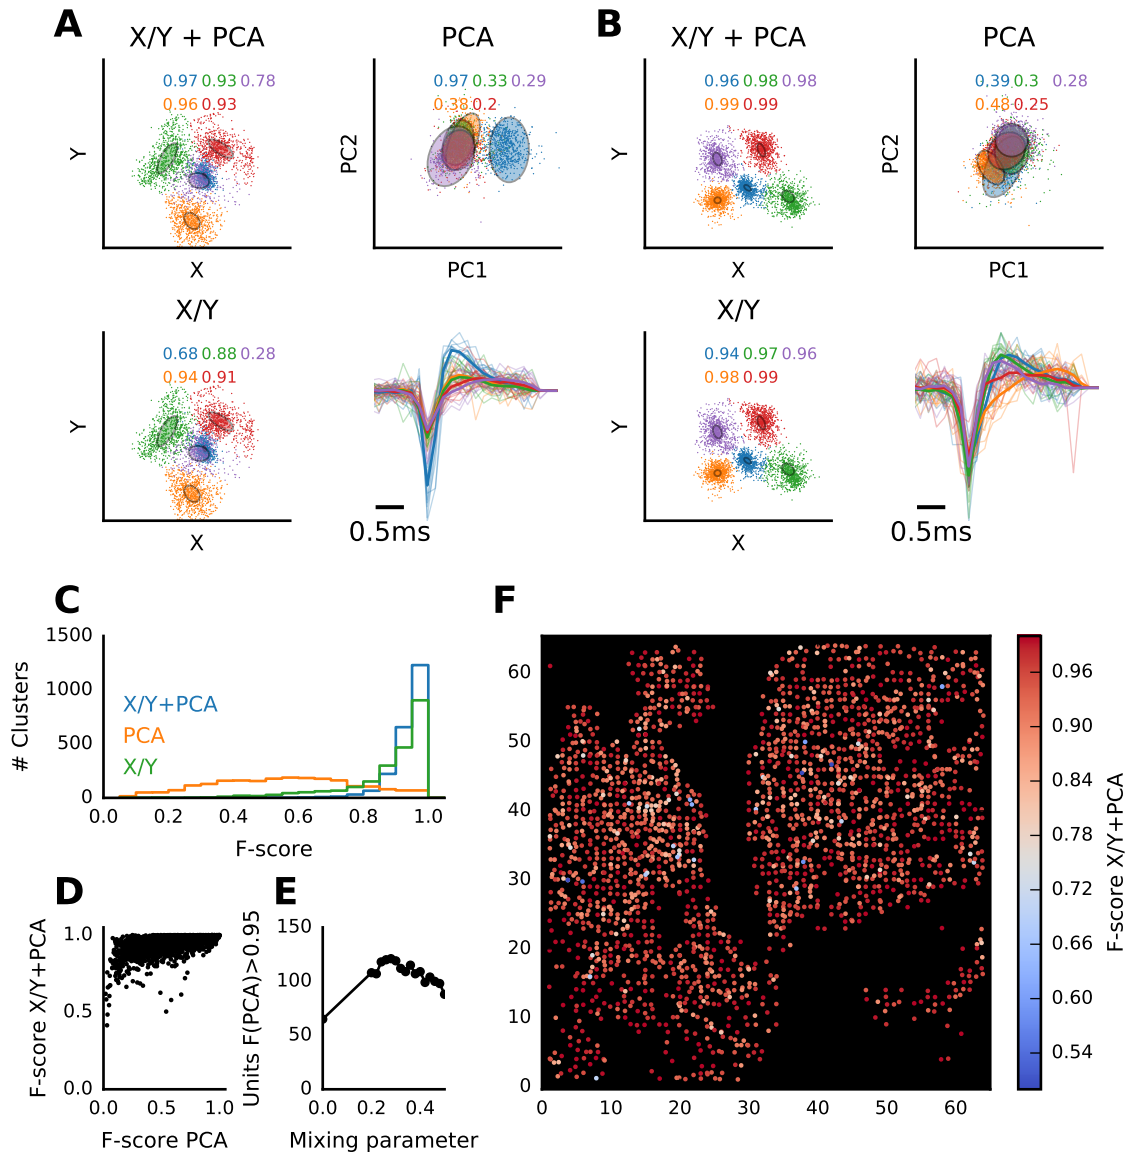 A
X/Y + PCA
0.97 0.93 0.78
0.96 0.93
Y
X
PCA
0.97 0.33 0.29
0.38 0.2
PC2
PC1
B
X/Y + PCA
0.96 0.98 0.98
0.99 0.99
Y
X
PCA
0.39 0.3 0.28
0.48 0.25
PC2
PC1
X/Y
0.68 0.88 0.28
0.94 0.91
Y
X
0.5ms
X/Y
0.94 0.97 0.96
0.98 0.99
Y
X
0.5ms
C
1500
1000
500
0
# Clusters
X/Y+PCA
PCA
X/Y
0.0 0.2 0.4 0.6 0.8 1.0
F-score
D
1.0
0.5
0.0
F-score X/Y+PCA
0.0 0.5 1.0
F-score PCA
E
150
100
50
0
Units F(PCA)>0.95
0.0 0.2 0.4
Mixing parameter
F
60
50
40
30
20
10
0
0 10 20 30 40 50 60
0.96
0.90
0.84
0.78
0.72
0.66
0.60
0.54
F-score X/Y+PCA